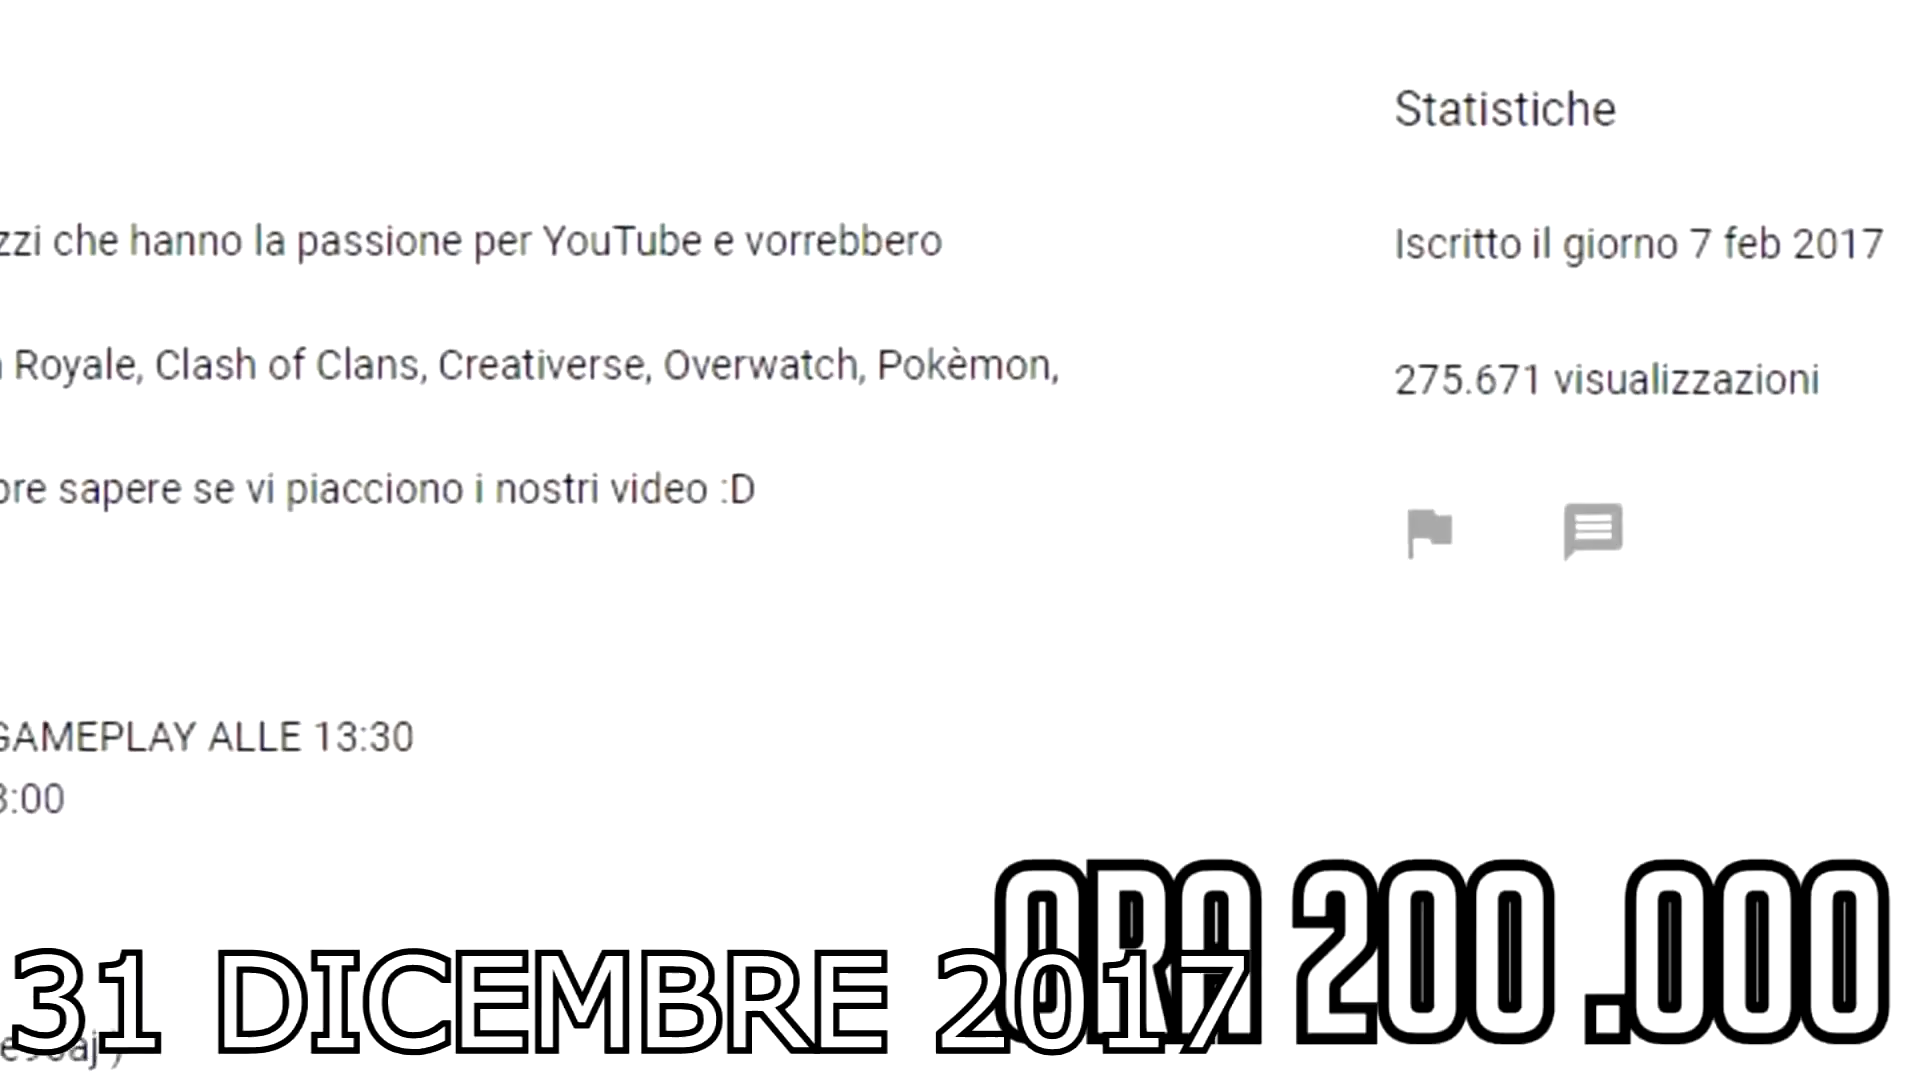 Statistiche
che hanno la passione per YouTube e vorrebbero
Iscritto il giorno 7 feb 2017
Royale, Clash of Clans, Creativerse, Overwatch, Pokèmon,
275.671 visualizzazioni
sapere se vi piacciono i nostri video :D
GAMEPLAY ALLE 13:30
:00
ORA 200 .000
31 DICEMBRE 2017